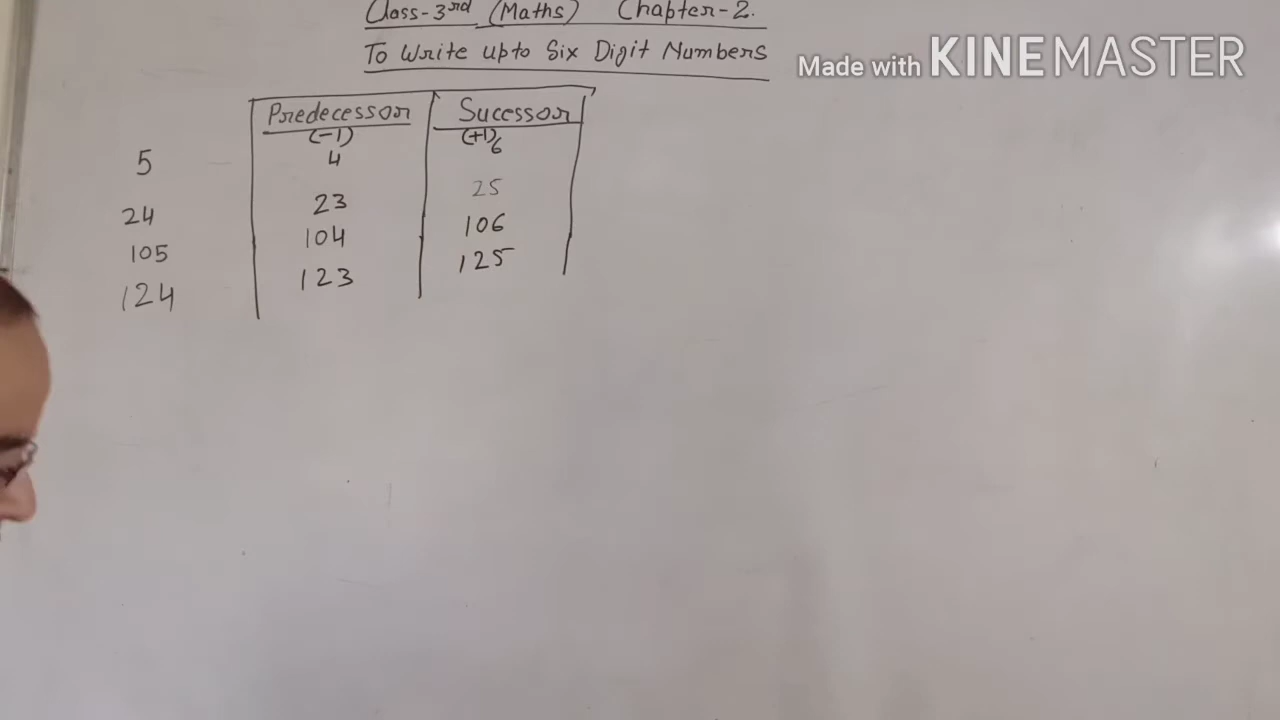 Class-3rd (Maths) Chapter-2.
To Write upto Six Digit Numbers
Made with KINEMASTER
Predecessor Sucessor
(-1) (+1)
5 4 6
24 23 25
105 104 106
124 123 125